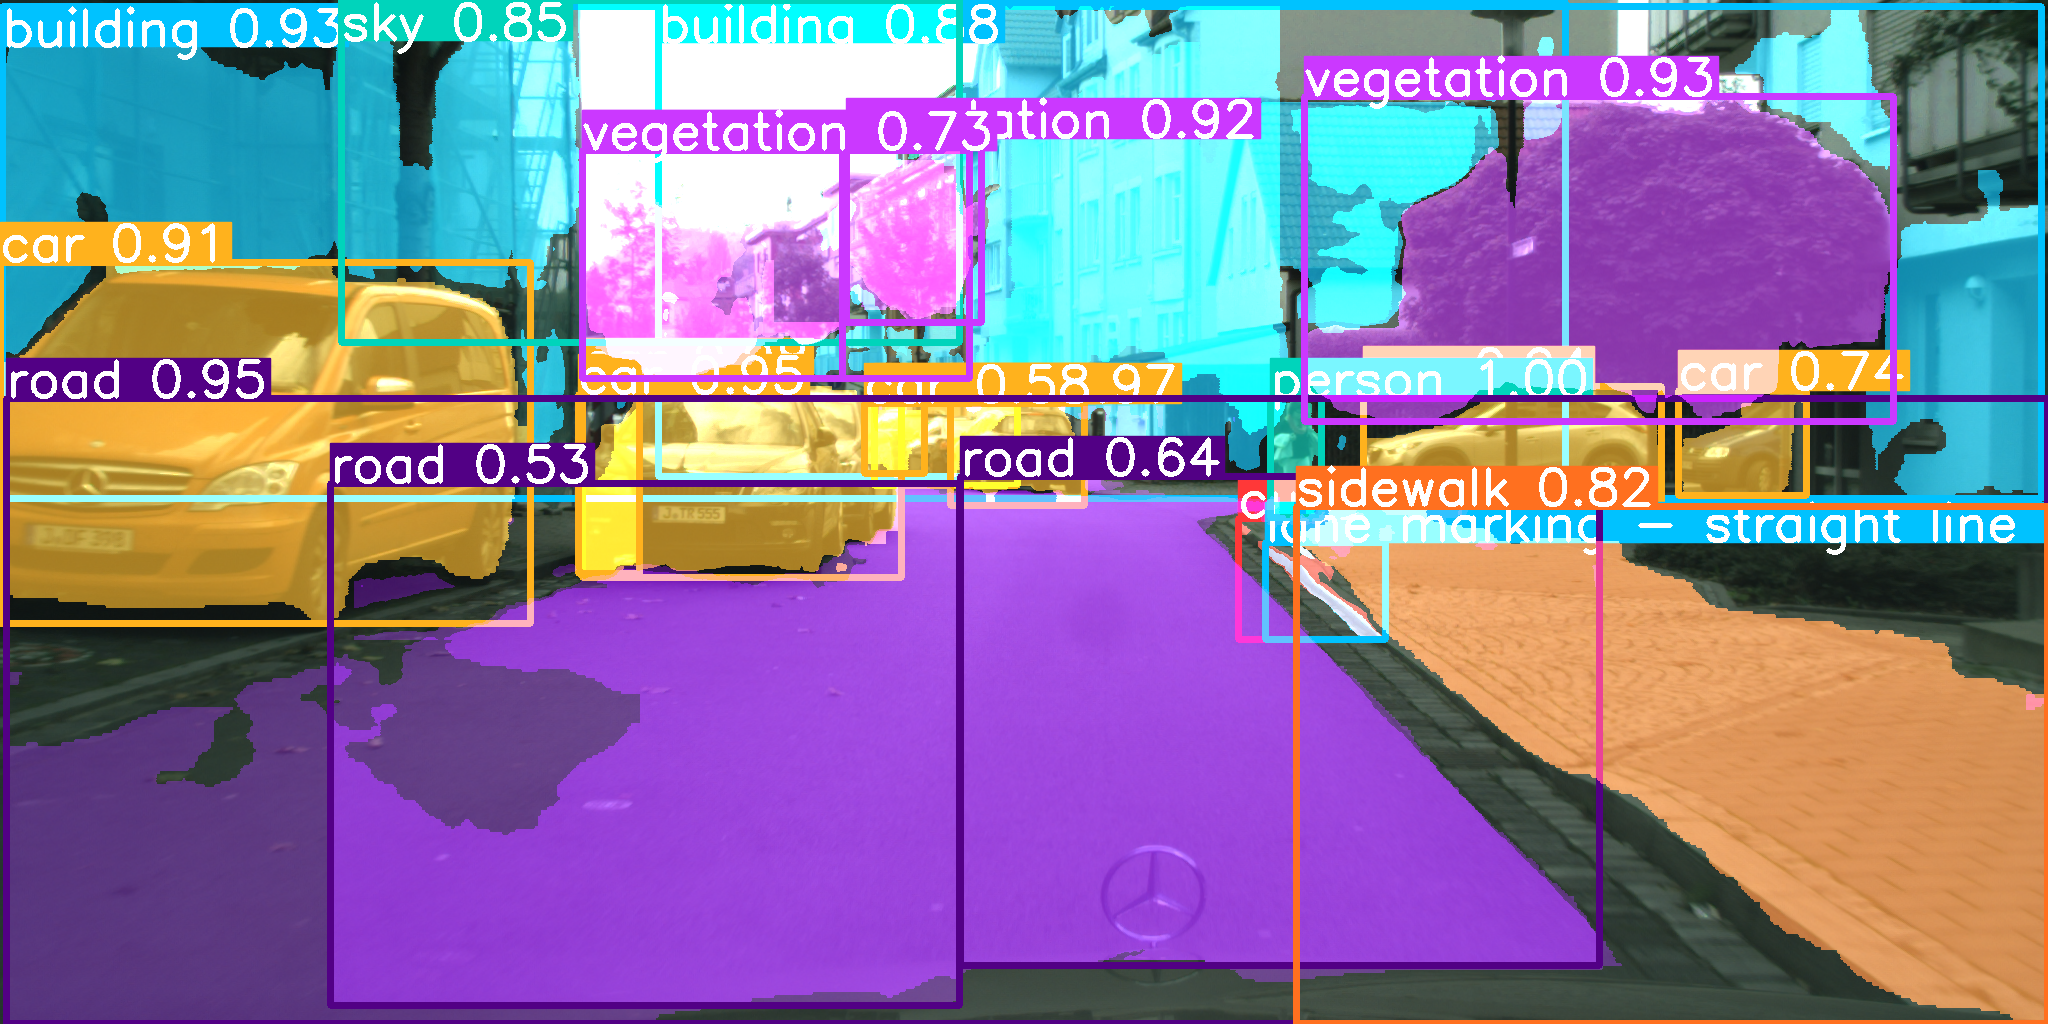 building 0.93
sky 0.85
building 0.88
vegetation 0.93
vegetation 0.73
ation 0.92
car 0.91
car 0.95
car 0.58
.97
person 1.00
car 0.74
road 0.95
road 0.53
road 0.64
sidewalk 0.82
lane marking - straight line
J.TR 555